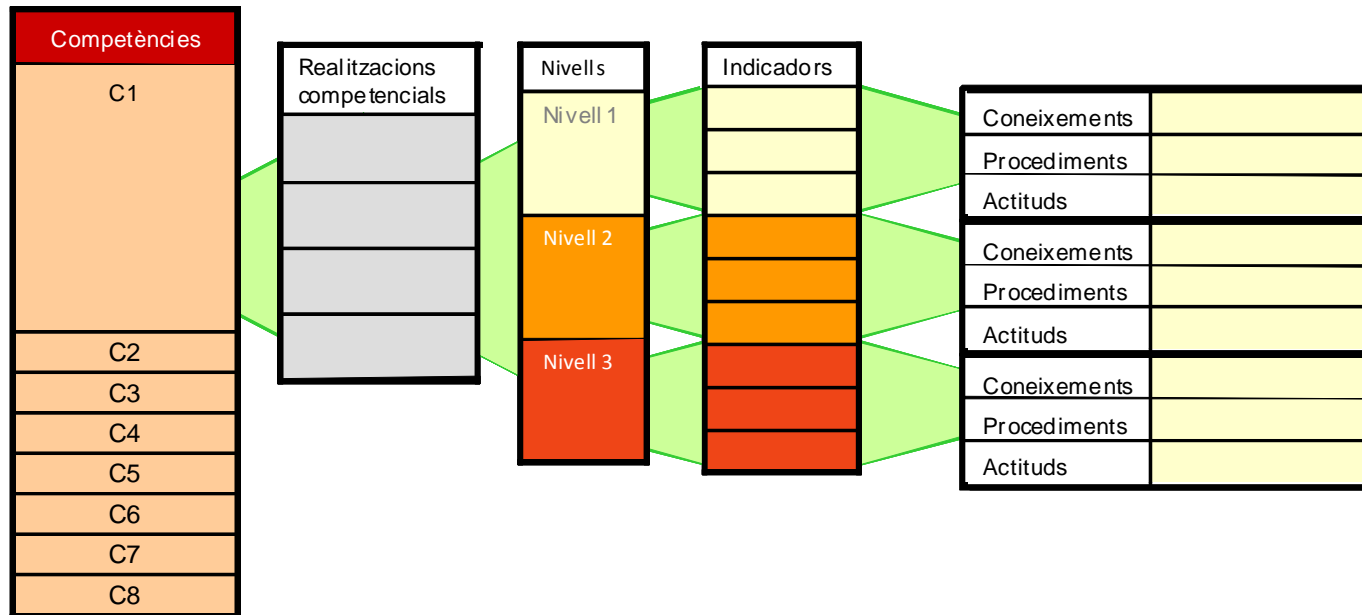 Competències
C1
C2
C3
C4
C5
C6
C7
C8
Realitzacions
competencials
Nivells
Nivell 1
Nivell 2
Nivell 3
Indicadors
Coneixements
Procediments
Actituds
Coneixements
Procediments
Actituds
Coneixements
Procediments
Actituds